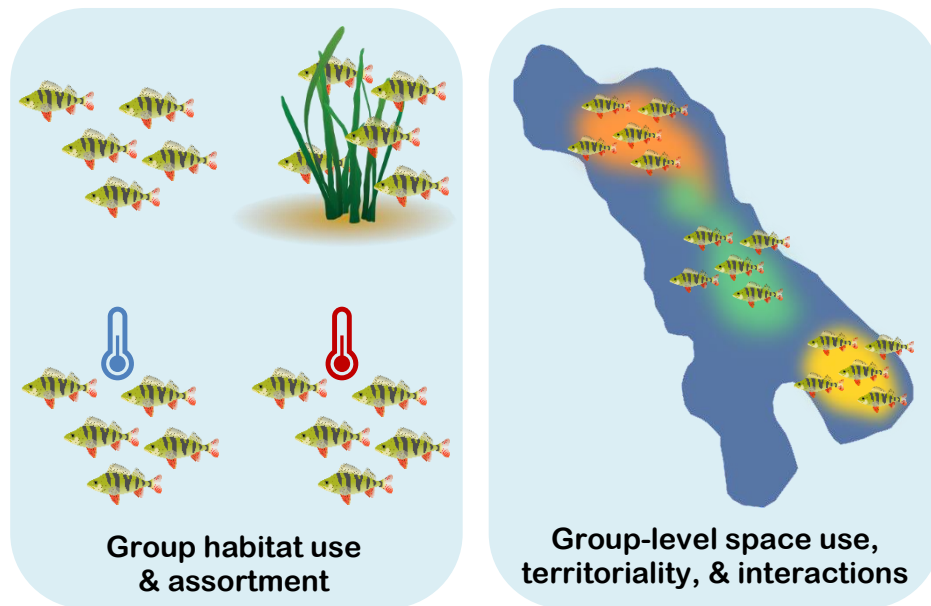 Group habitat use
& assortment
Group-level space use,
territoriality, & interactions